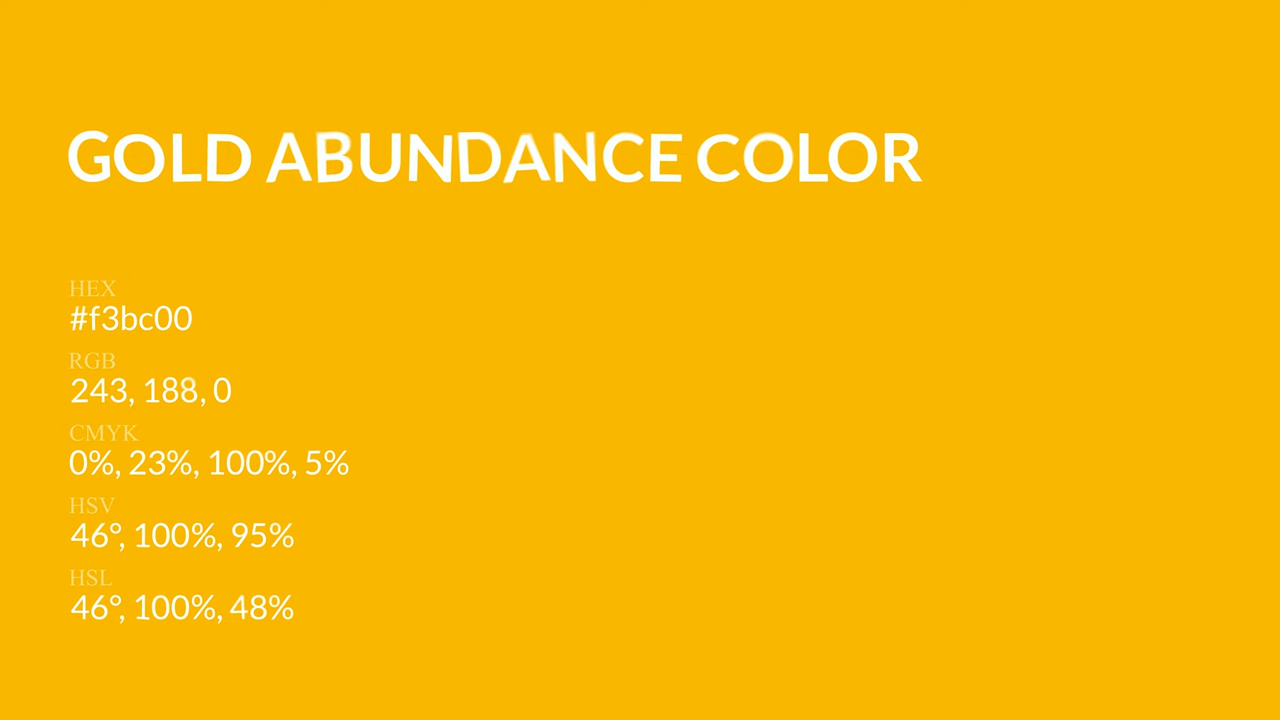 GOLD ABUNDANCE COLOR
HEX
#f3bc00
RGB
243, 188, 0
CMYK
0%, 23%, 100%, 5%
HSV
46°, 100%, 95%
HSL
46°, 100%, 48%